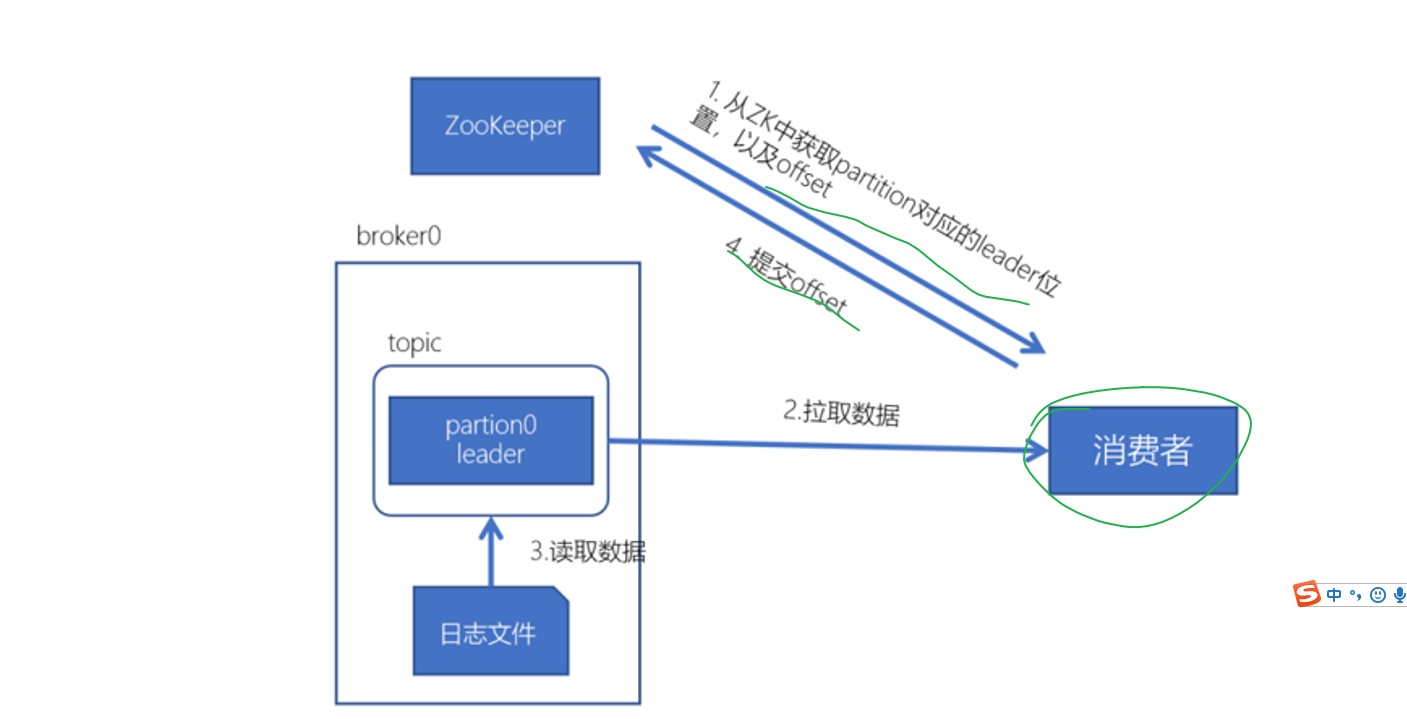 ZooKeeper
1. 从ZK中获取partition对应的leader位
置，以及offset
4. 提交offset
broker0
topic
partion0
leader
2.拉取数据
消费者
3.读取数据
日志文件
S 中 °,